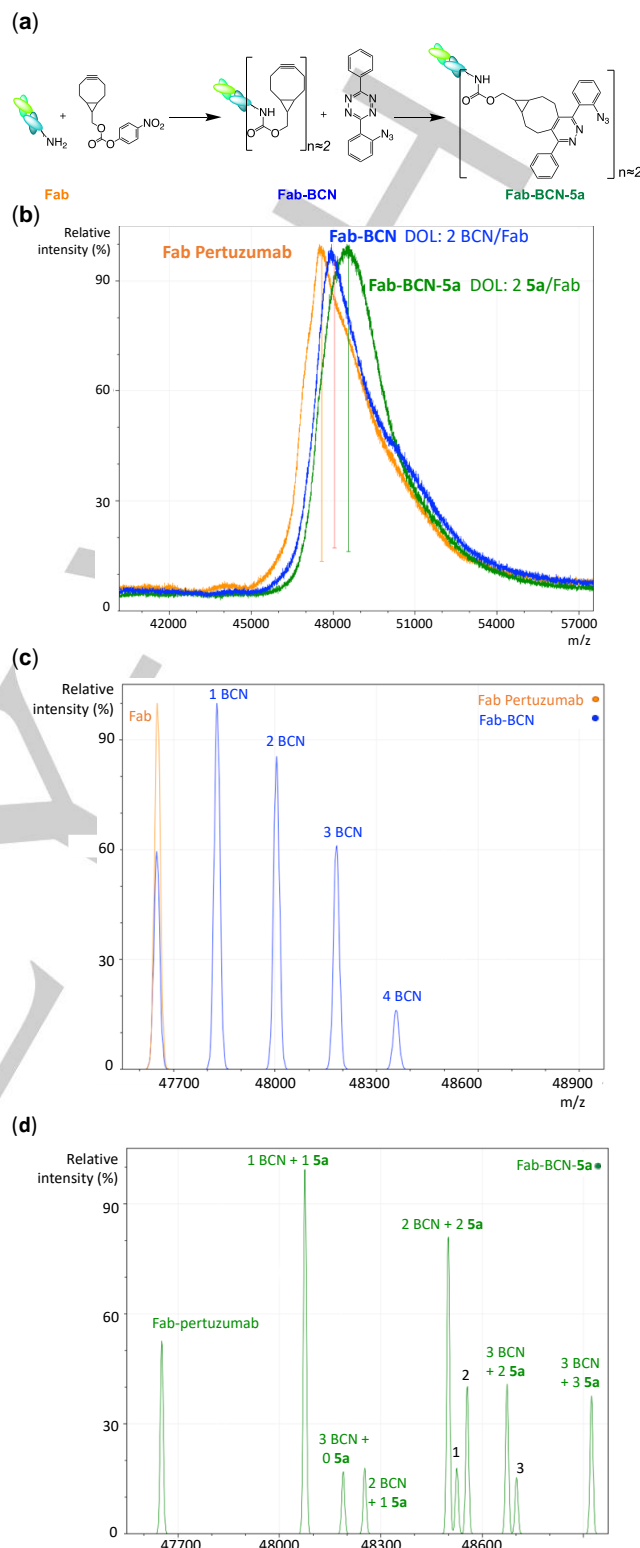 (a)
Fab
+
NH2
O
O
O
NO2
Fab-BCN
NH
O
O
n≈2
+
N N
N N
N3
Fab-BCN-5a
NH
O
O
N3
N
N
n≈2
(b)
Relative
intensity (%)
Fab Pertuzumab
Fab-BCN DOL: 2 BCN/Fab
Fab-BCN-5a DOL: 2 5a/Fab
90
60
30
0
42000 45000 48000 51000 54000 57000
m/z
(c)
Relative
intensity (%)
Fab
1 BCN
2 BCN
3 BCN
4 BCN
Fab Pertuzumab
Fab-BCN
90
60
30
0
47700 48000 48300 48600 48900
m/z
(d)
Relative
intensity (%)
1 BCN + 1 5a
Fab-BCN-5a
90
2 BCN + 2 5a
Fab-pertuzumab
60
3 BCN
+ 2 5a
3 BCN
+ 3 5a
2
30
3 BCN +
0 5a
2 BCN
+ 1 5a
1
3
0
47700 48000 48300 48600
m/z